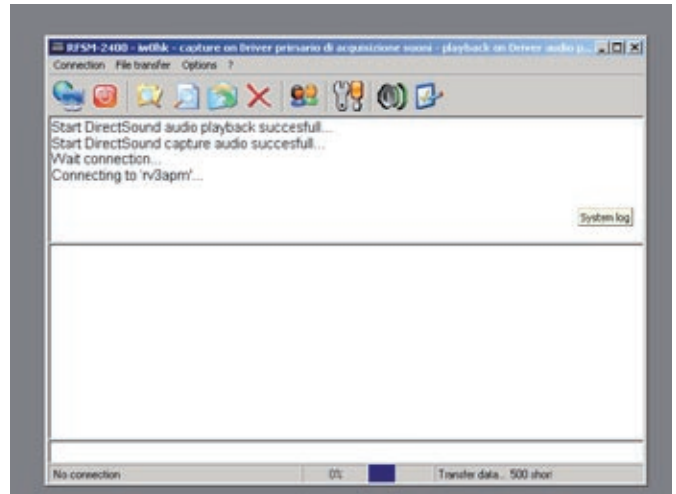 RFSM-2400 - iw0hk - capture on Driver primario di acquisizione suoni - playback on Driver audio p...
Connection File transfer Options ?
Start DirectSound audio playback succesfull...
Start DirectSound capture audio succesfull...
Wait connection...
Connecting to 'rv3apm'...
System log
No connection 0% Transfer data... 500 short